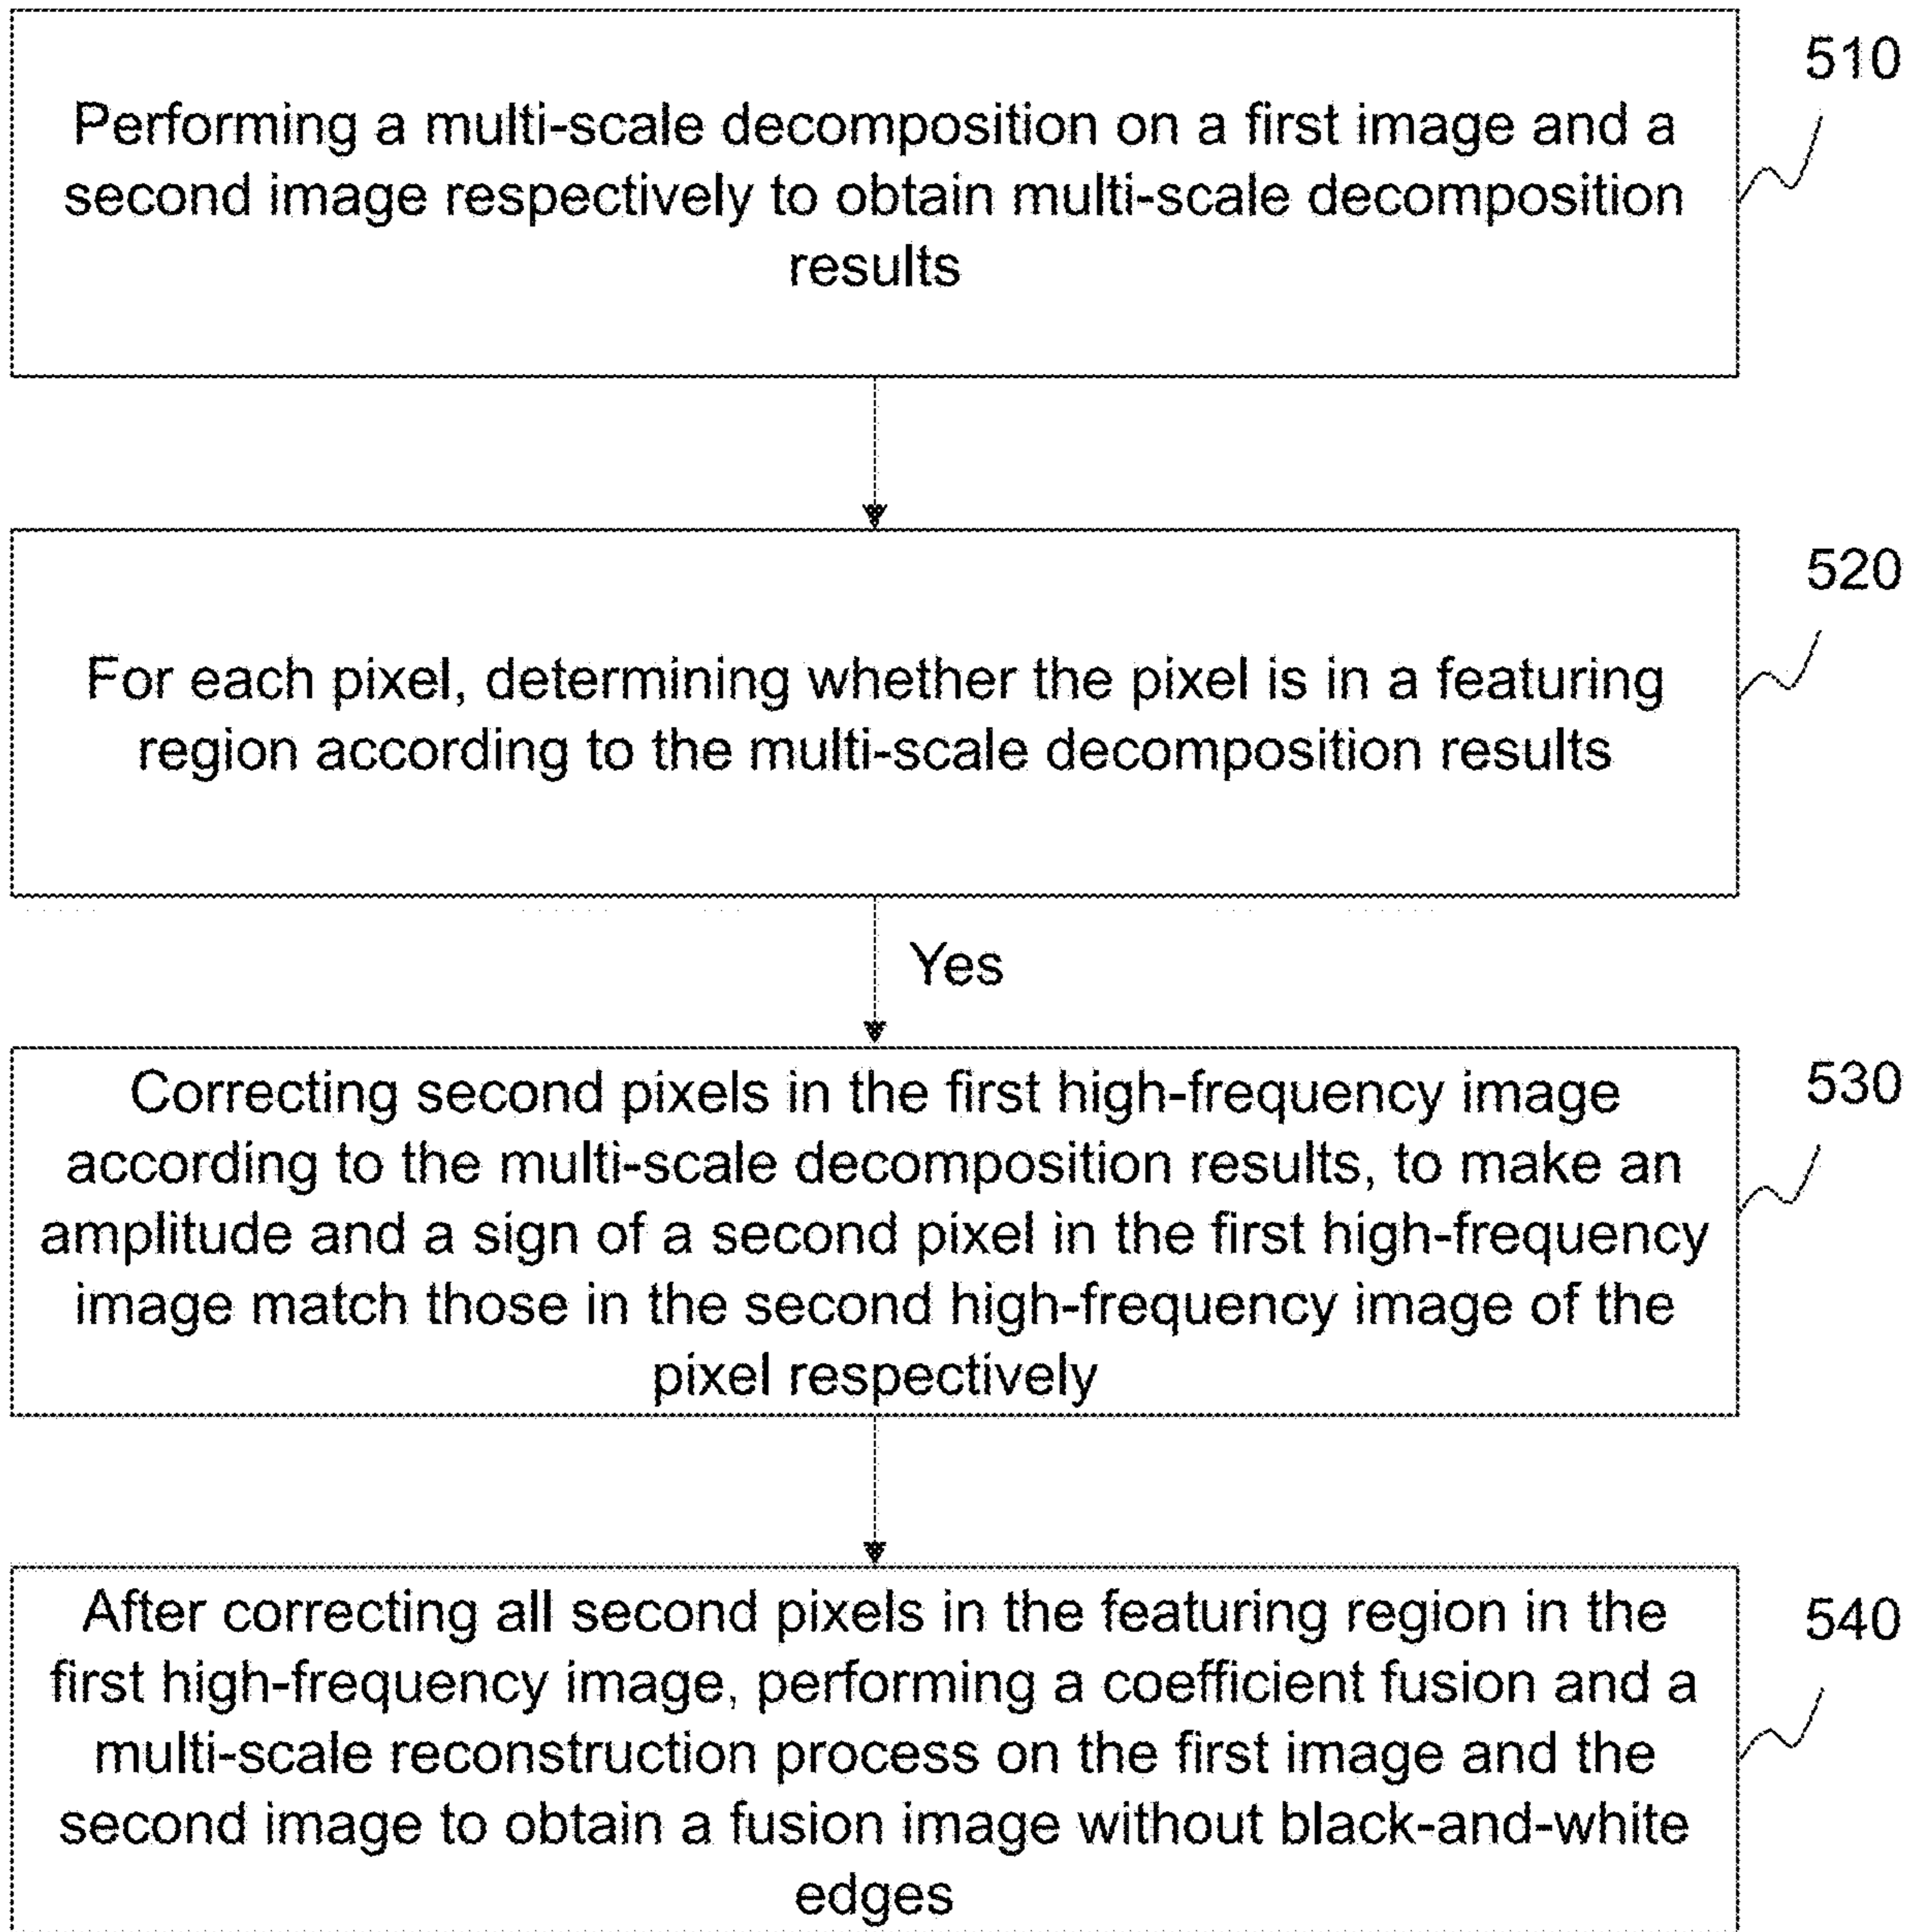 510
Performing a multi-scale decomposition on a first image and a
second image respectively to obtain multi-scale decomposition
results
520
For each pixel, determining whether the pixel is in a featuring
region according to the multi-scale decomposition results
Yes
530
Correcting second pixels in the first high-frequency image
according to the multi-scale decomposition results, to make an
amplitude and a sign of a second pixel in the first high-frequency
image match those in the second high-frequency image of the
pixel respectively
540
After correcting all second pixels in the featuring region in the
first high-frequency image, performing a coefficient fusion and a
multi-scale reconstruction process on the first image and the
second image to obtain a fusion image without black-and-white
edges